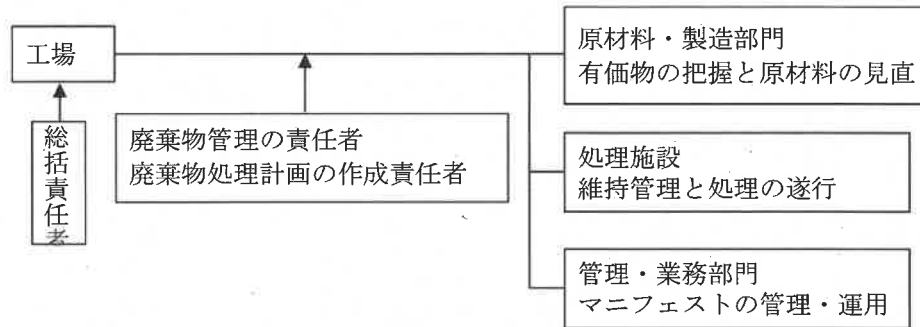 工場
総括責任者
廃棄物管理の責任者
廃棄物処理計画の作成責任者
原材料・製造部門
有価物の把握と原材料の見直
処理施設
維持管理と処理の遂行
管理・業務部門
マニフェストの管理・運用